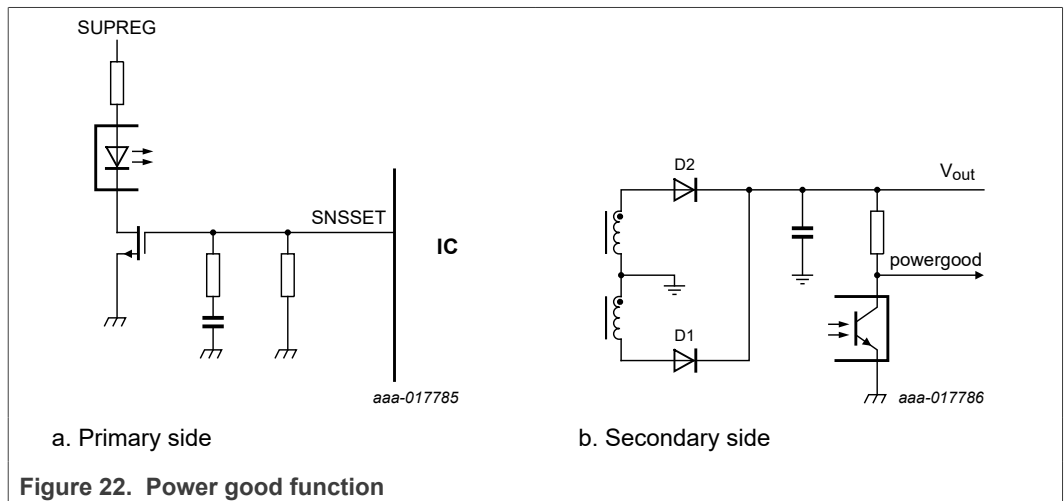 SUPREG
SNSSET
IC
aaa-017785
a. Primary side
D2
Vout
powergood
D1
aaa-017786
b. Secondary side
Figure 22. Power good function